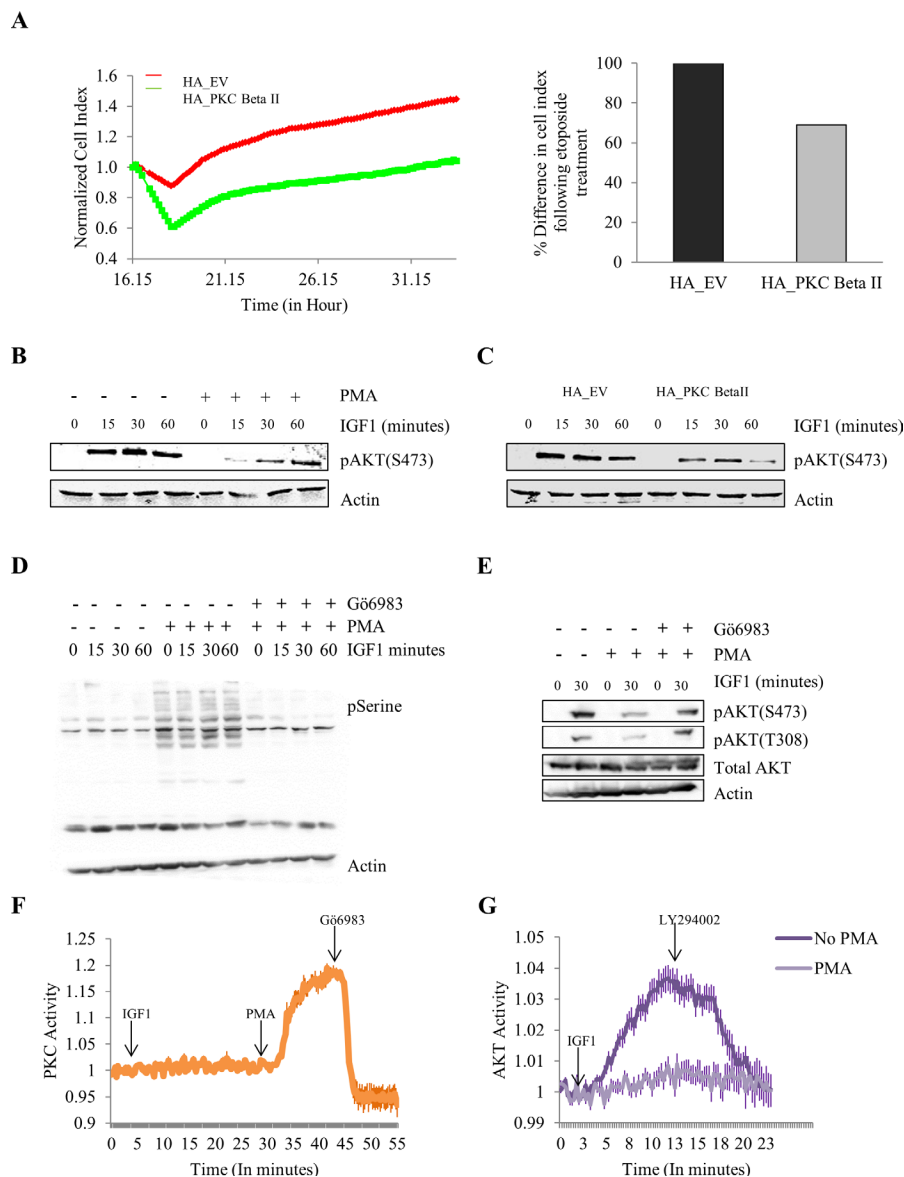 A
1.6
1.4
1.2
1.0
0.8
0.6
0.4
Normalized Cell Index
HA_EV
HA_PKC Beta II
16.15 21.15 26.15 31.15
Time (in Hour)
% Difference in cell index
following etoposide
treatment
100
80
60
40
20
0
HA_EV HA_PKC Beta II
B
- - - - + + + + PMA
0 15 30 60 0 15 30 60 IGF1 (minutes)
pAKT(S473)
Actin
C
HA_EV HA_PKC BetaII
0 15 30 60 0 15 30 60 IGF1 (minutes)
pAKT(S473)
Actin
D
- - - - - - - - + + + + Gö6983
- - - - + + + + + + + + PMA
0 15 30 60 0 15 30 60 0 15 30 60 IGF1 minutes
pSerine
Actin
E
- - - - + + Gö6983
- - + + + + PMA
0 30 0 30 0 30 IGF1 (minutes)
pAKT(S473)
pAKT(T308)
Total AKT
Actin
F
Gö6983
IGF1
PMA
PKC Activity
1.25
1.2
1.15
1.1
1.05
1
0.95
0.9
0 5 10 15 20 25 30 35 40 45 50 55
Time (In minutes)
G
LY294002
No PMA
PMA
IGF1
AKT Activity
1.05
1.04
1.03
1.02
1.01
1
0.99
0 3 5 8 10 13 15 18 20 23
Time (In minutes)